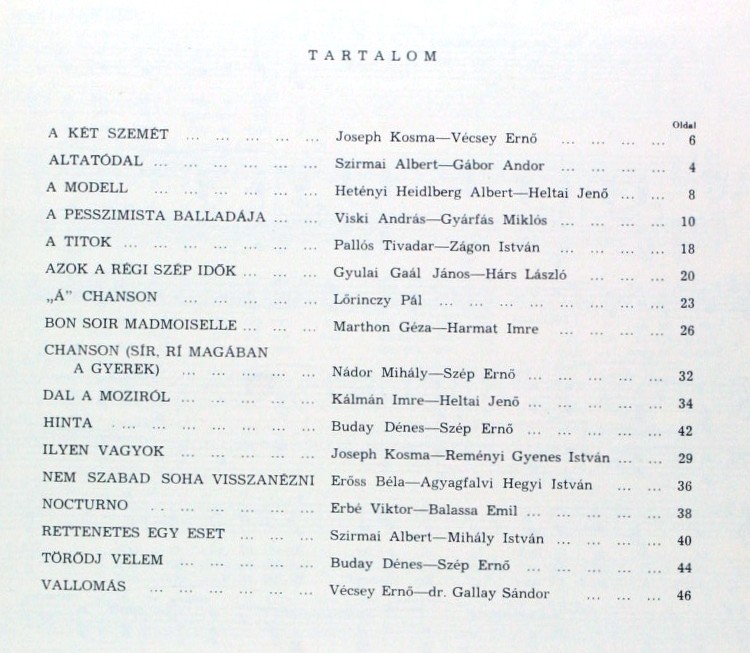 TARTALOM
Oldal
A KÉT SZEMÉT ... ... ... ... ... Joseph Kosma—Vécsey Ernő ... ... ... ... 6
ALTATÓDAL ... ... ... ... ... ... Szirmai Albert—Gábor Andor ... ... ... ... 4
A MODELL ... ... ... ... ... ... Hetényi Heidlberg Albert—Heltai Jenő ... ... 8
A PESSZIMISTA BALLADÁJA ... ... Viski András—Gyárfás Miklós ... ... ... ... 10
A TITOK ... ... ... ... ... ... ... Pallós Tivadar—Zágon István ... ... ... ... 18
AZOK A RÉGI SZÉP IDŐK ... ... ... Gyulai Gaál János—Hárs László ... ... ... 20
„Á” CHANSON ... ... ... ... ... Lőrinczy Pál ... ... ... ... ... ... ... 23
BON SOIR MADMOISELLE ... ... ... Marthon Géza—Harmat Imre ... ... ... ... 26
CHANSON (SÍR, RÍ MAGÁBAN
A GYEREK) ... ... ... ... ... Nádor Mihály—Szép Ernő ... ... ... ... ... 32
DAL A MOZIRÓL ... ... ... ... ... Kálmán Imre—Heltai Jenő ... ... ... ... ... 34
HINTA ... ... ... ... ... ... ... Buday Dénes—Szép Ernő ... ... ... ... ... 42
ILYEN VAGYOK ... ... ... ... ... Joseph Kosma—Reményi Gyenes István ... ... 29
NEM SZABAD SOHA VISSZANÉZNI Erőss Béla—Agyagfalvi Hegyi István ... ... 36
NOCTURNO ... ... ... ... ... ... Erbé Viktor—Balassa Emil ... ... ... ... ... 38
RETTENETES EGY ESET ... ... ... Szirmai Albert—Mihály István ... ... ... ... 40
TÖRŐDJ VELEM ... ... ... ... ... Buday Dénes—Szép Ernő ... ... ... ... ... 44
VALLOMÁS ... ... ... ... ... ... Vécsey Ernő—dr. Gallay Sándor ... ... ... 46